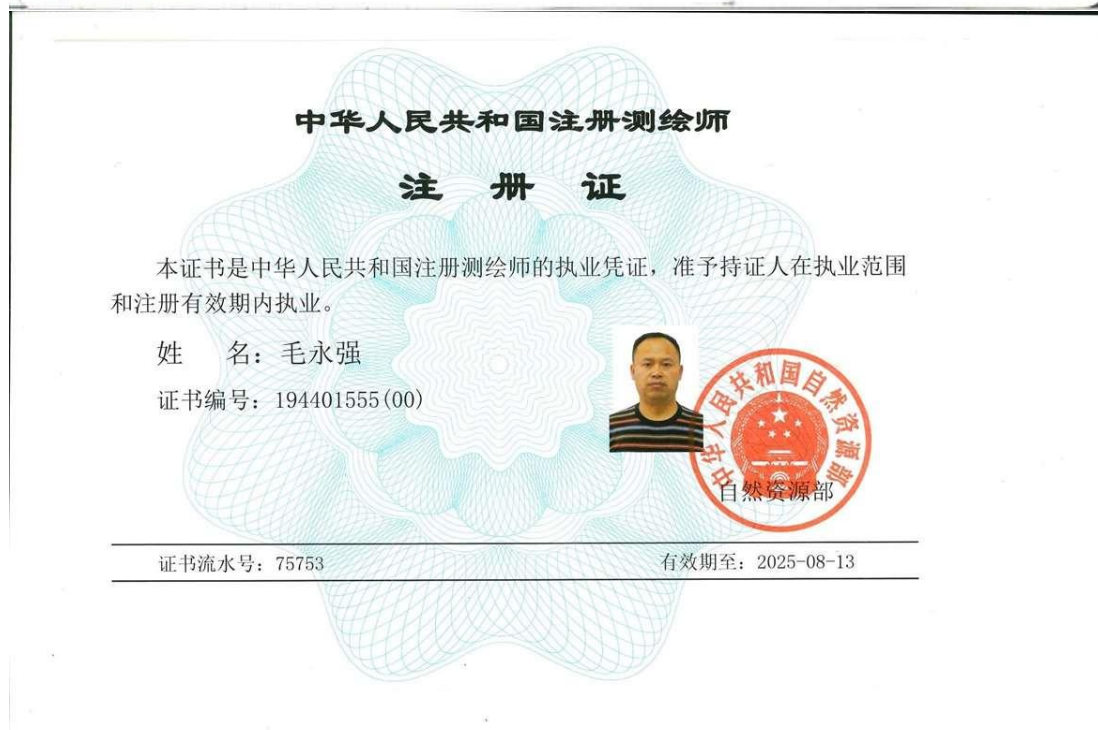 中华人民共和国注册测绘师
注册证
本证书是中华人民共和国注册测绘师的执业凭证，准予持证人在执业范围
和注册有效期内执业。
姓 名：毛永强
证书编号：194401555(00)
中华人民共和国自然资源部
自然资源部
证书流水号：75753
有效期至：2025-08-13